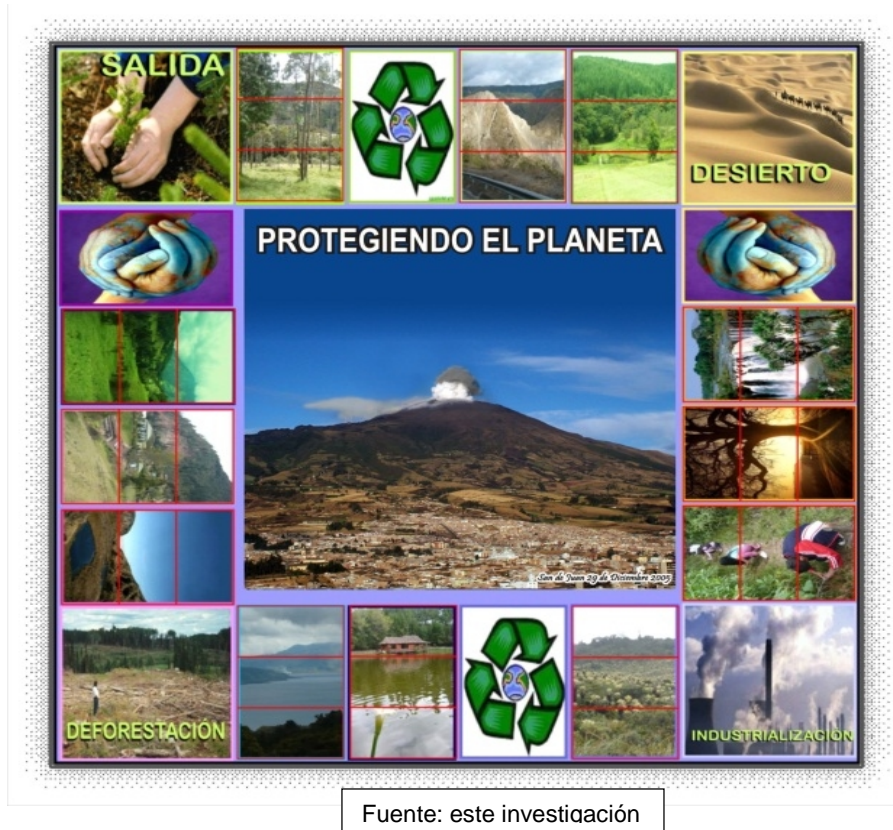 SALIDA
DESIERTO
PROTEGIENDO EL PLANETA
San de Juan 29 de Diciembre 2005
DEFORESTACIÓN
INDUSTRIALIZACIÓN
Fuente: este investigación